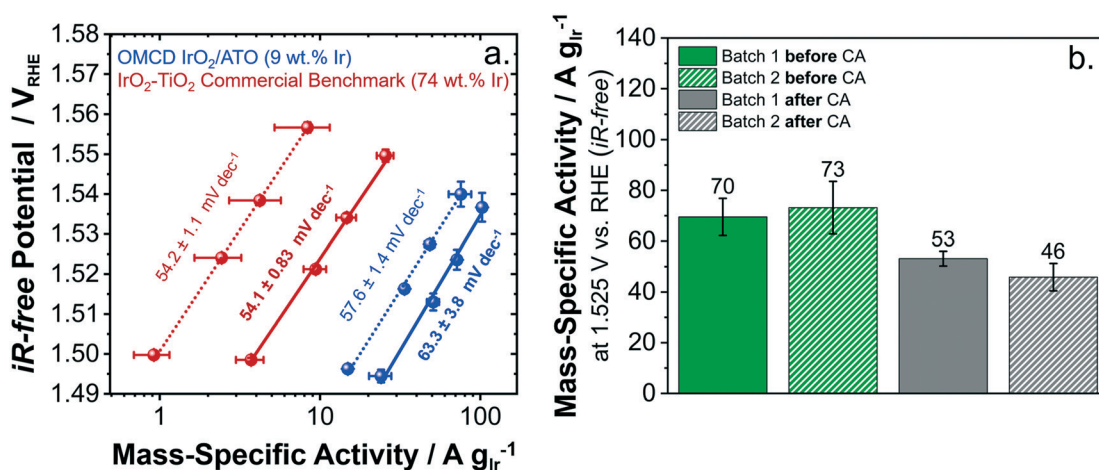 a.
OMCD IrO₂/ATO (9 wt.% Ir)
IrO₂-TiO₂ Commercial Benchmark (74 wt.% Ir)
iR-free Potential / V_RHE
1.58
1.57
1.56
1.55
1.54
1.53
1.52
1.51
1.50
1.49
54.2 ± 1.1 mV dec⁻¹
54.1 ± 0.83 mV dec⁻¹
57.6 ± 1.4 mV dec⁻¹
63.3 ± 3.8 mV dec⁻¹
1
10
100
Mass-Specific Activity / A g_Ir⁻¹
b.
Mass-Specific Activity / A g_Ir⁻¹
at 1.525 V vs. RHE (iR-free)
140
120
100
80
60
40
20
0
Batch 1 before CA
Batch 2 before CA
Batch 1 after CA
Batch 2 after CA
70
73
53
46